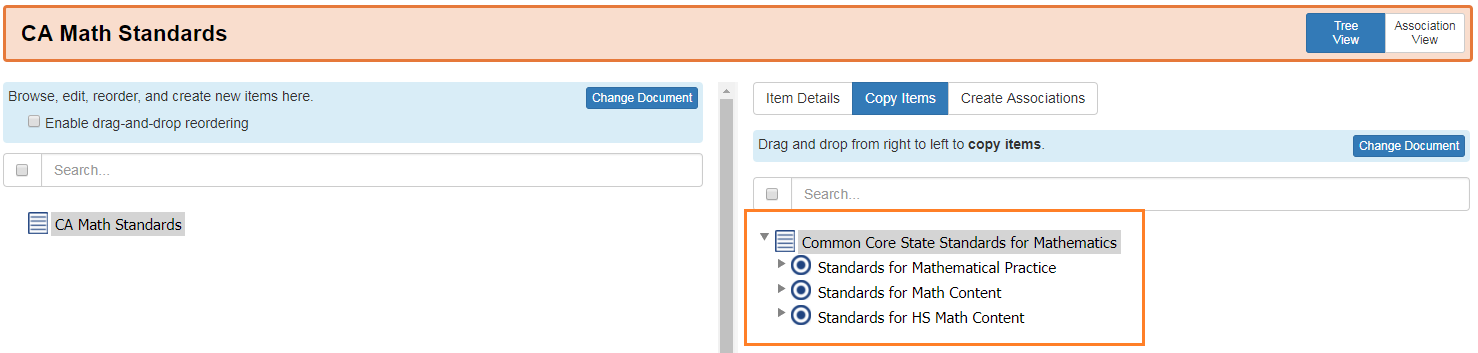 CA Math Standards
Tree View
Association View
Browse, edit, reorder, and create new items here.
Change Document
Enable drag-and-drop reordering
Search...
CA Math Standards
Item Details
Copy Items
Create Associations
Drag and drop from right to left to copy items.
Change Document
Search...
Common Core State Standards for Mathematics
Standards for Mathematical Practice
Standards for Math Content
Standards for HS Math Content